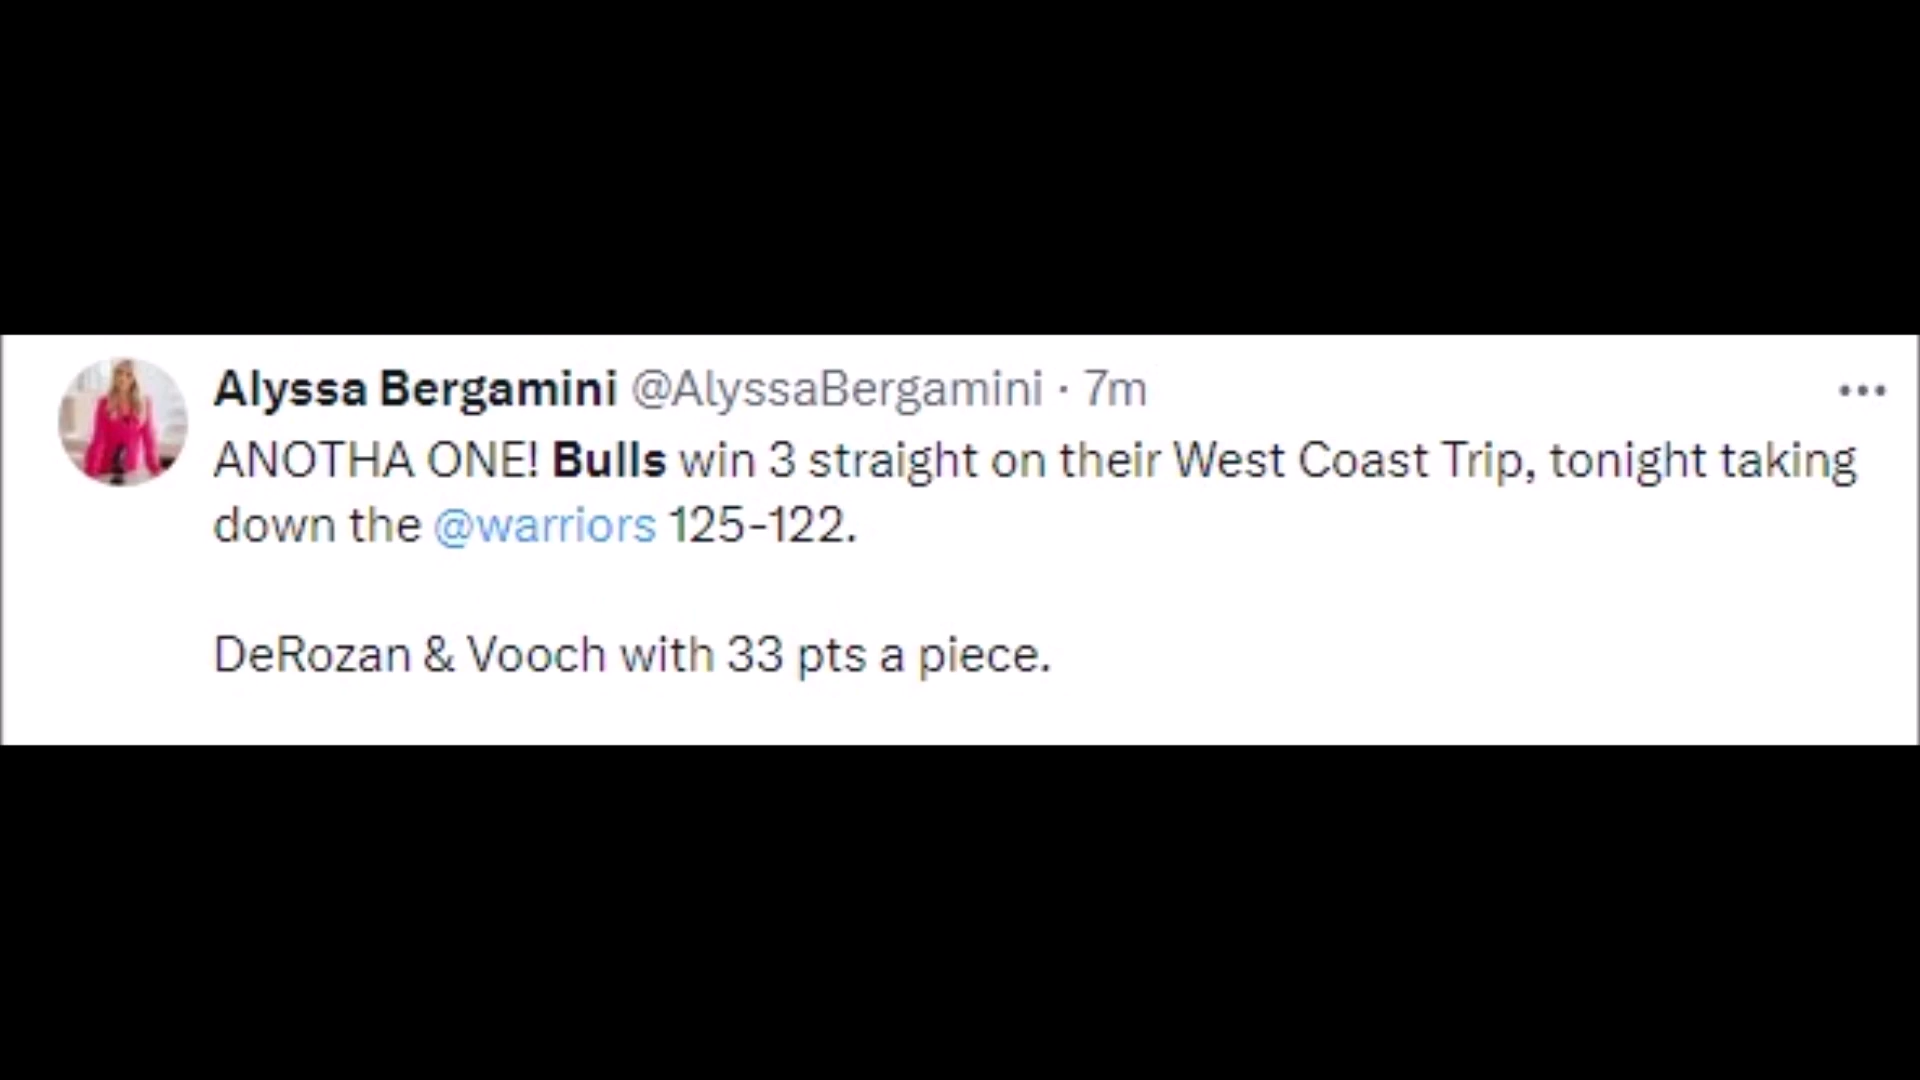 Alyssa Bergamini @AlyssaBergamini · 7m
ANOTHA ONE! Bulls win 3 straight on their West Coast Trip, tonight taking
down the @warriors 125-122.
DeRozan & Vooch with 33 pts a piece.